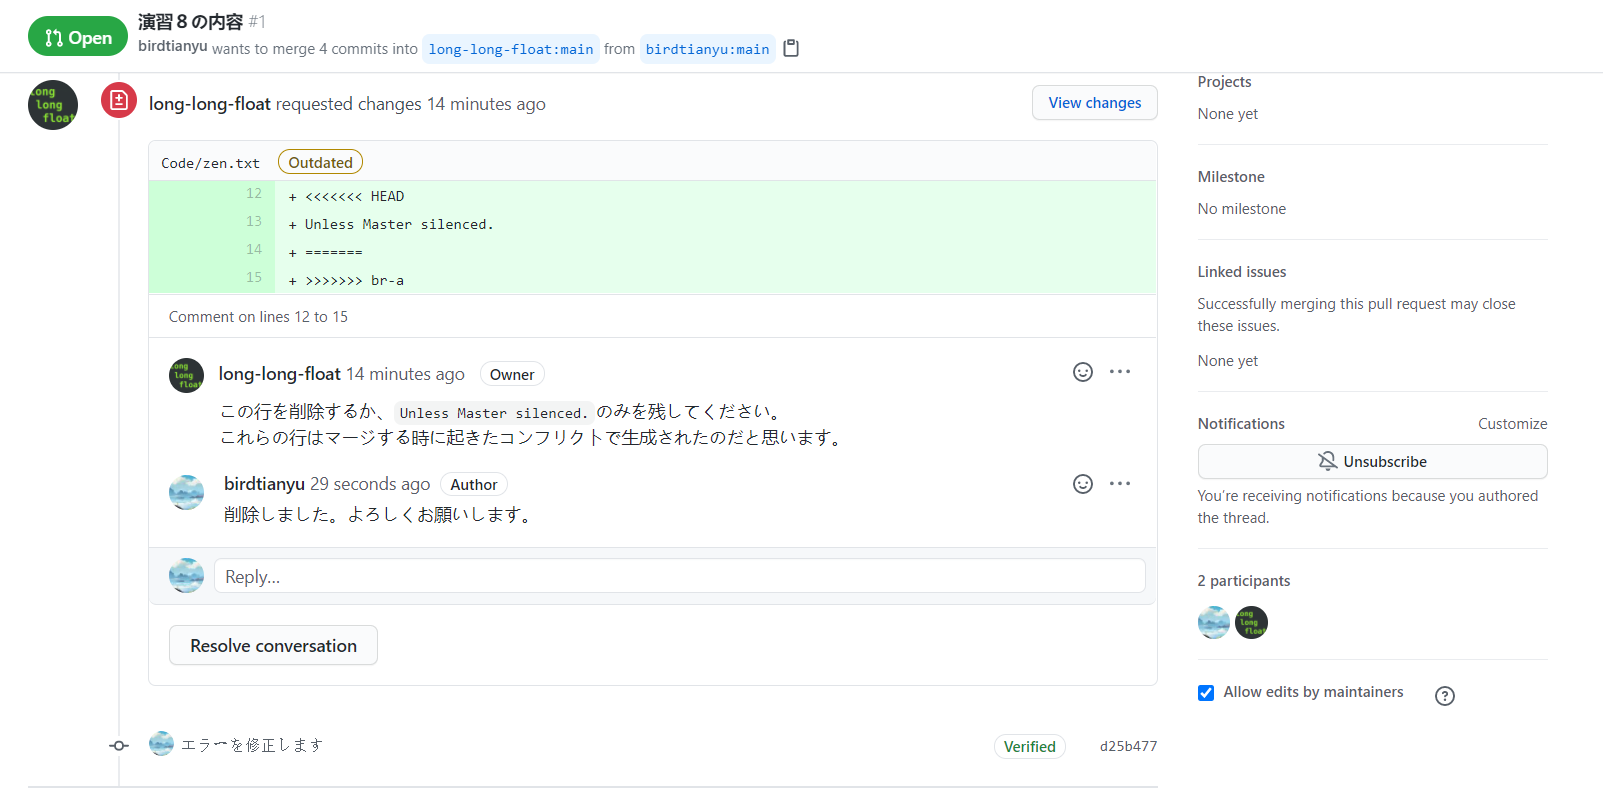 Open
演習８の内容 #1
birdtianyu wants to merge 4 commits into long-long-float:main from birdtianyu:main
long
long
float
long-long-float requested changes 14 minutes ago
View changes
Code/zen.txt Outdated
12 + <<<<<<< HEAD
13 + Unless Master silenced.
14 + =======
15 + >>>>>>> br-a
Comment on lines 12 to 15
long
long
float
long-long-float 14 minutes ago Owner
この行を削除するか、 Unless Master silenced. のみを残してください。
これらの行はマージする時に起きたコンフリクトで生成されたのだと思います。
birdtianyu 29 seconds ago Author
削除しました。よろしくお願いします。
Reply...
Resolve conversation
エラーを修正します Verified d25b477
Projects
None yet
Milestone
No milestone
Linked issues
Successfully merging this pull request may close
these issues.
None yet
Notifications Customize
Unsubscribe
You're receiving notifications because you authored
the thread.
2 participants
long
long
float
Allow edits by maintainers